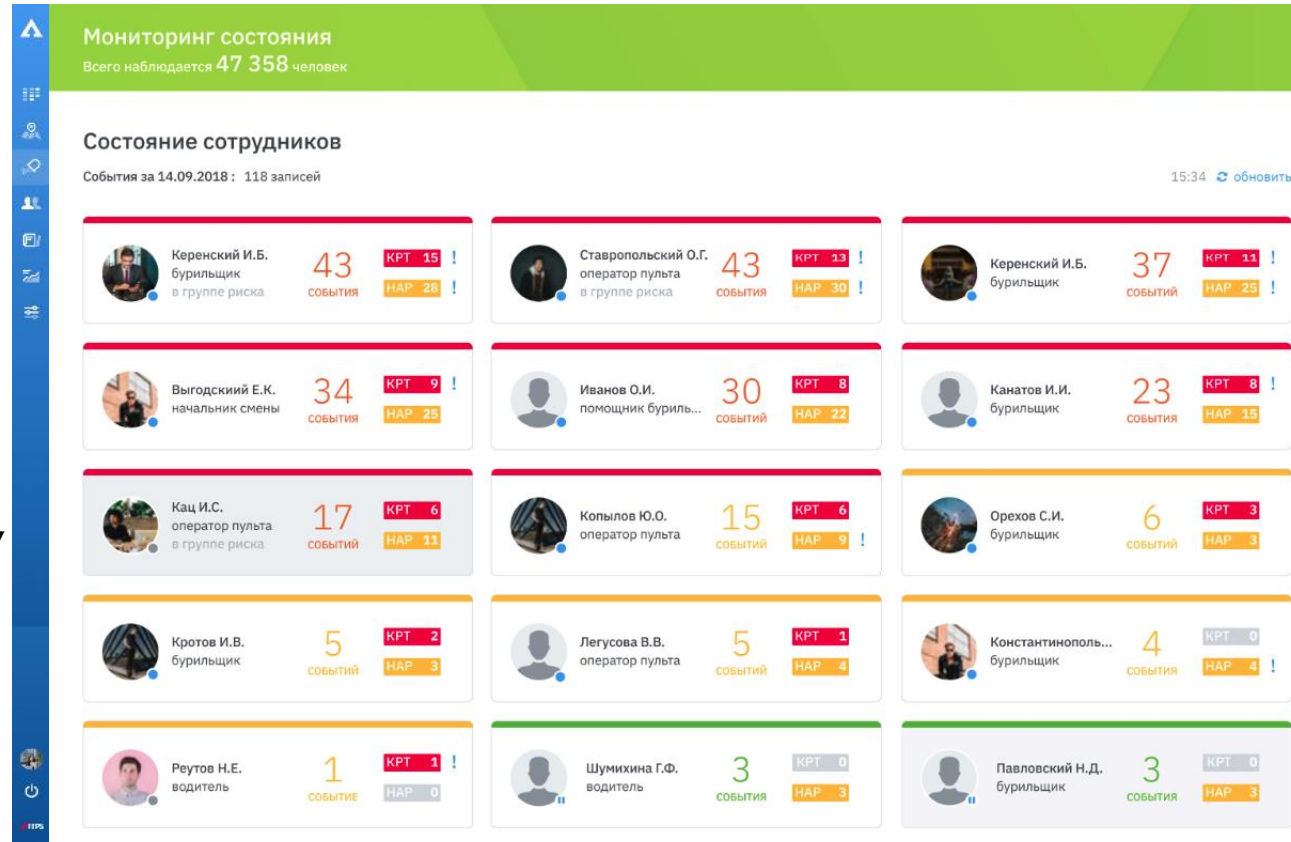 Мониторинг состояния
Всего наблюдается 47 358 человек
Состояние сотрудников
События за 14.09.2018 : 118 записей
15:34 обновить
Керенский И.Б.
бурильщик
в группе риска
43
события
КРТ 15 !
НАР 28 !
Ставропольский О.Г.
оператор пульта
в группе риска
43
события
КРТ 13 !
НАР 30 !
Керенский И.Б.
бурильщик
37
событий
КРТ 11 !
НАР 25 !
Выгодскиий Е.К.
начальник смены
34
события
КРТ 9 !
НАР 25
Иванов О.И.
помощник буриль...
30
событий
КРТ 8
НАР 22
Канатов И.И.
бурильщик
23
события
КРТ 8 !
НАР 15
Кац И.С.
оператор пульта
в группе риска
17
событий
КРТ 6
НАР 11
Копылов Ю.О.
оператор пульта
15
событий
КРТ 6
НАР 9 !
Орехов С.И.
бурильщик
6
событий
КРТ 3
НАР 3
Кротов И.В.
бурильщик
5
событий
КРТ 2
НАР 3
Легусова В.В.
оператор пульта
5
событий
КРТ 1
НАР 4
Константинополь...
бурильщик
4
события
КРТ 0
НАР 4 !
Реутов Н.Е.
водитель
1
событие
КРТ 1 !
НАР 0
Шумихина Г.Ф.
водитель
3
события
КРТ 0
НАР 3
Павловский Н.Д.
бурильщик
3
события
КРТ 0
НАР 3